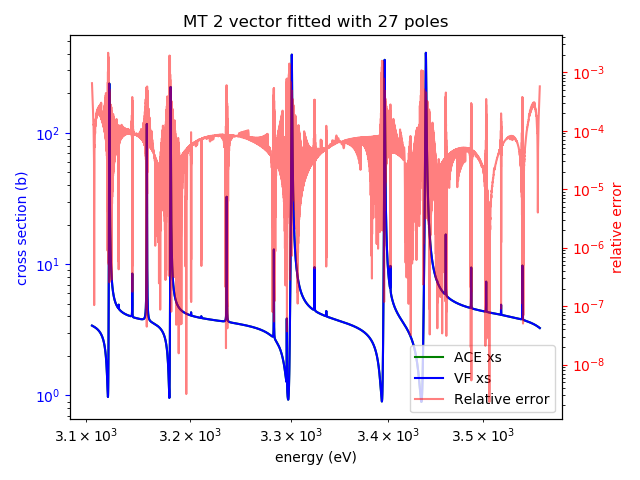 MT 2 vector fitted with 27 poles
cross section (b)
10²
10¹
10⁰
10⁻³
10⁻⁴
10⁻⁵
10⁻⁶
10⁻⁷
10⁻⁸
relative error
ACE xs
VF xs
Relative error
3.1 × 10³ 3.2 × 10³ 3.3 × 10³ 3.4 × 10³ 3.5 × 10³
energy (eV)